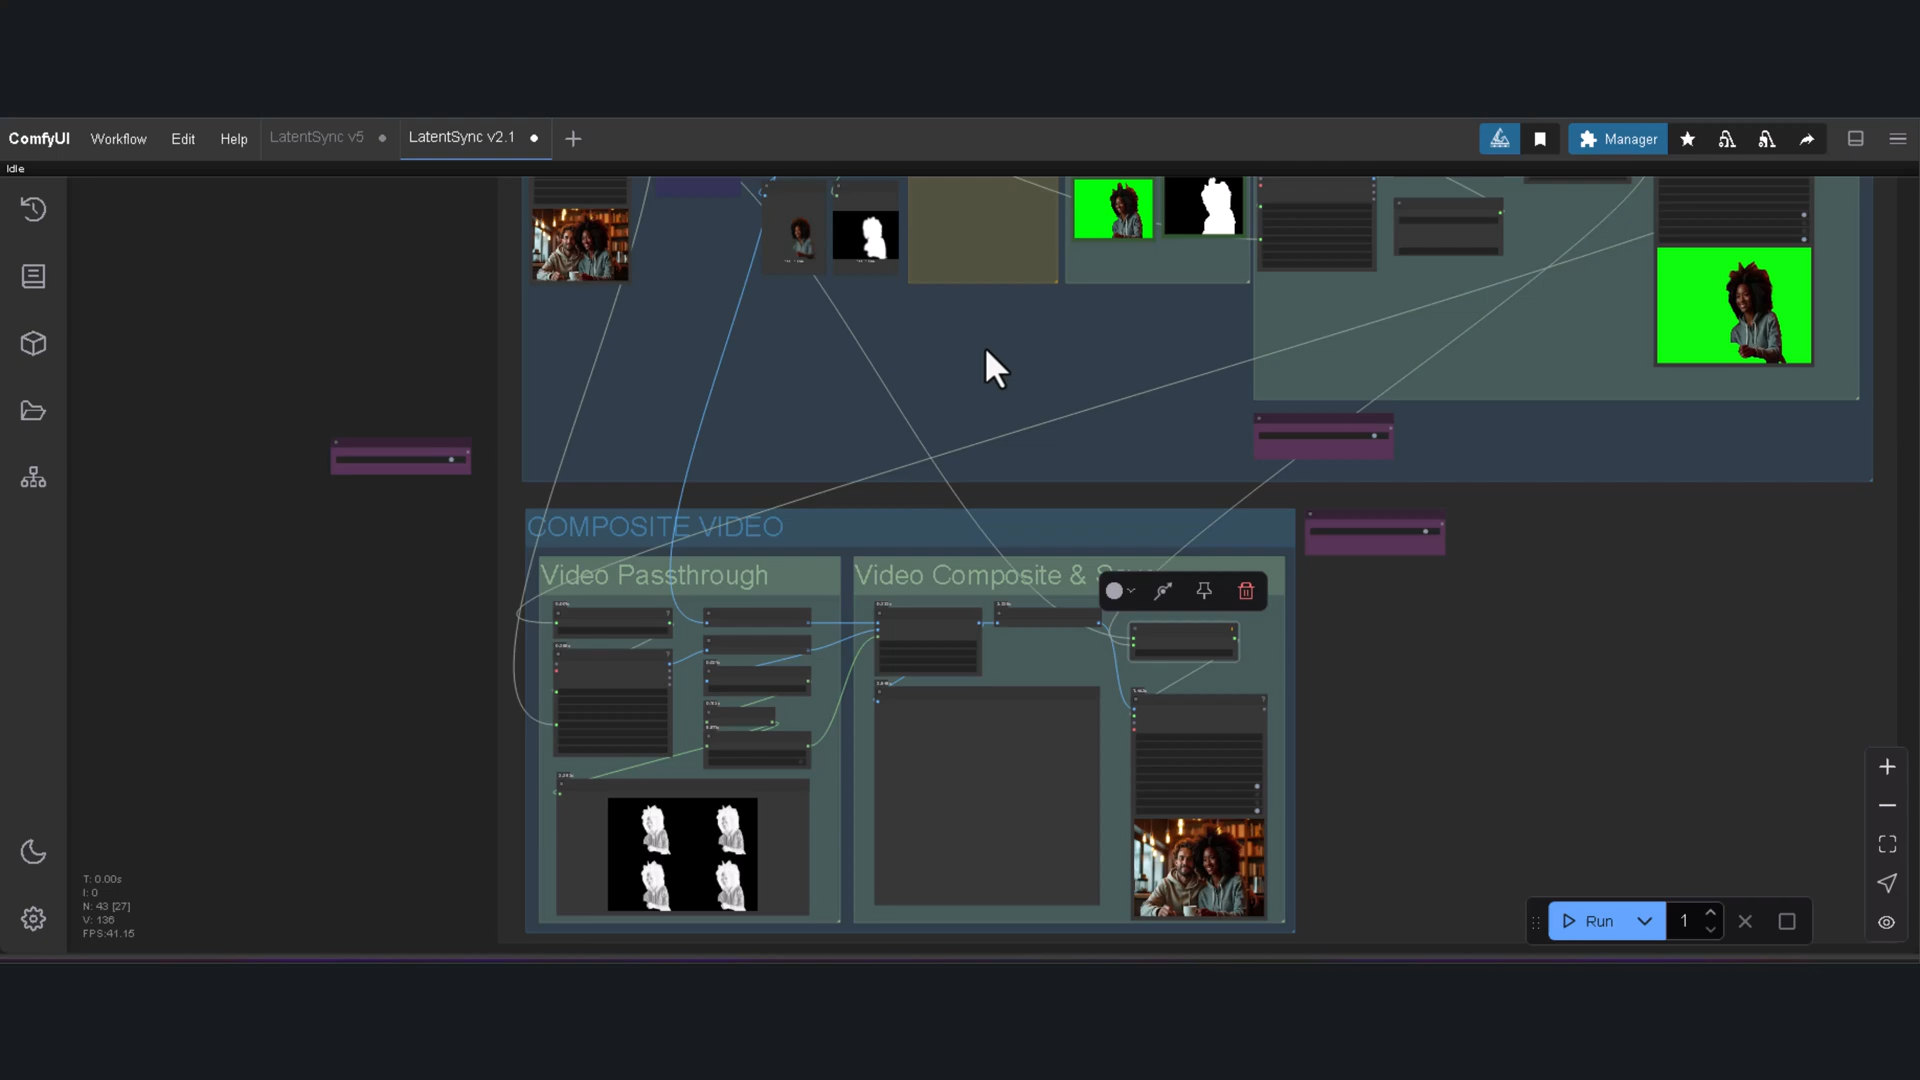 ComfyUI
Workflow
Edit
Help
LatentSync v5
LatentSync v2.1
Manager
Idle
COMPOSITE VIDEO
Video Passthrough
Video Composite &
T: 0.00s
I: 0
N: 43 [27]
V: 136
FPS:41.15
Run
1